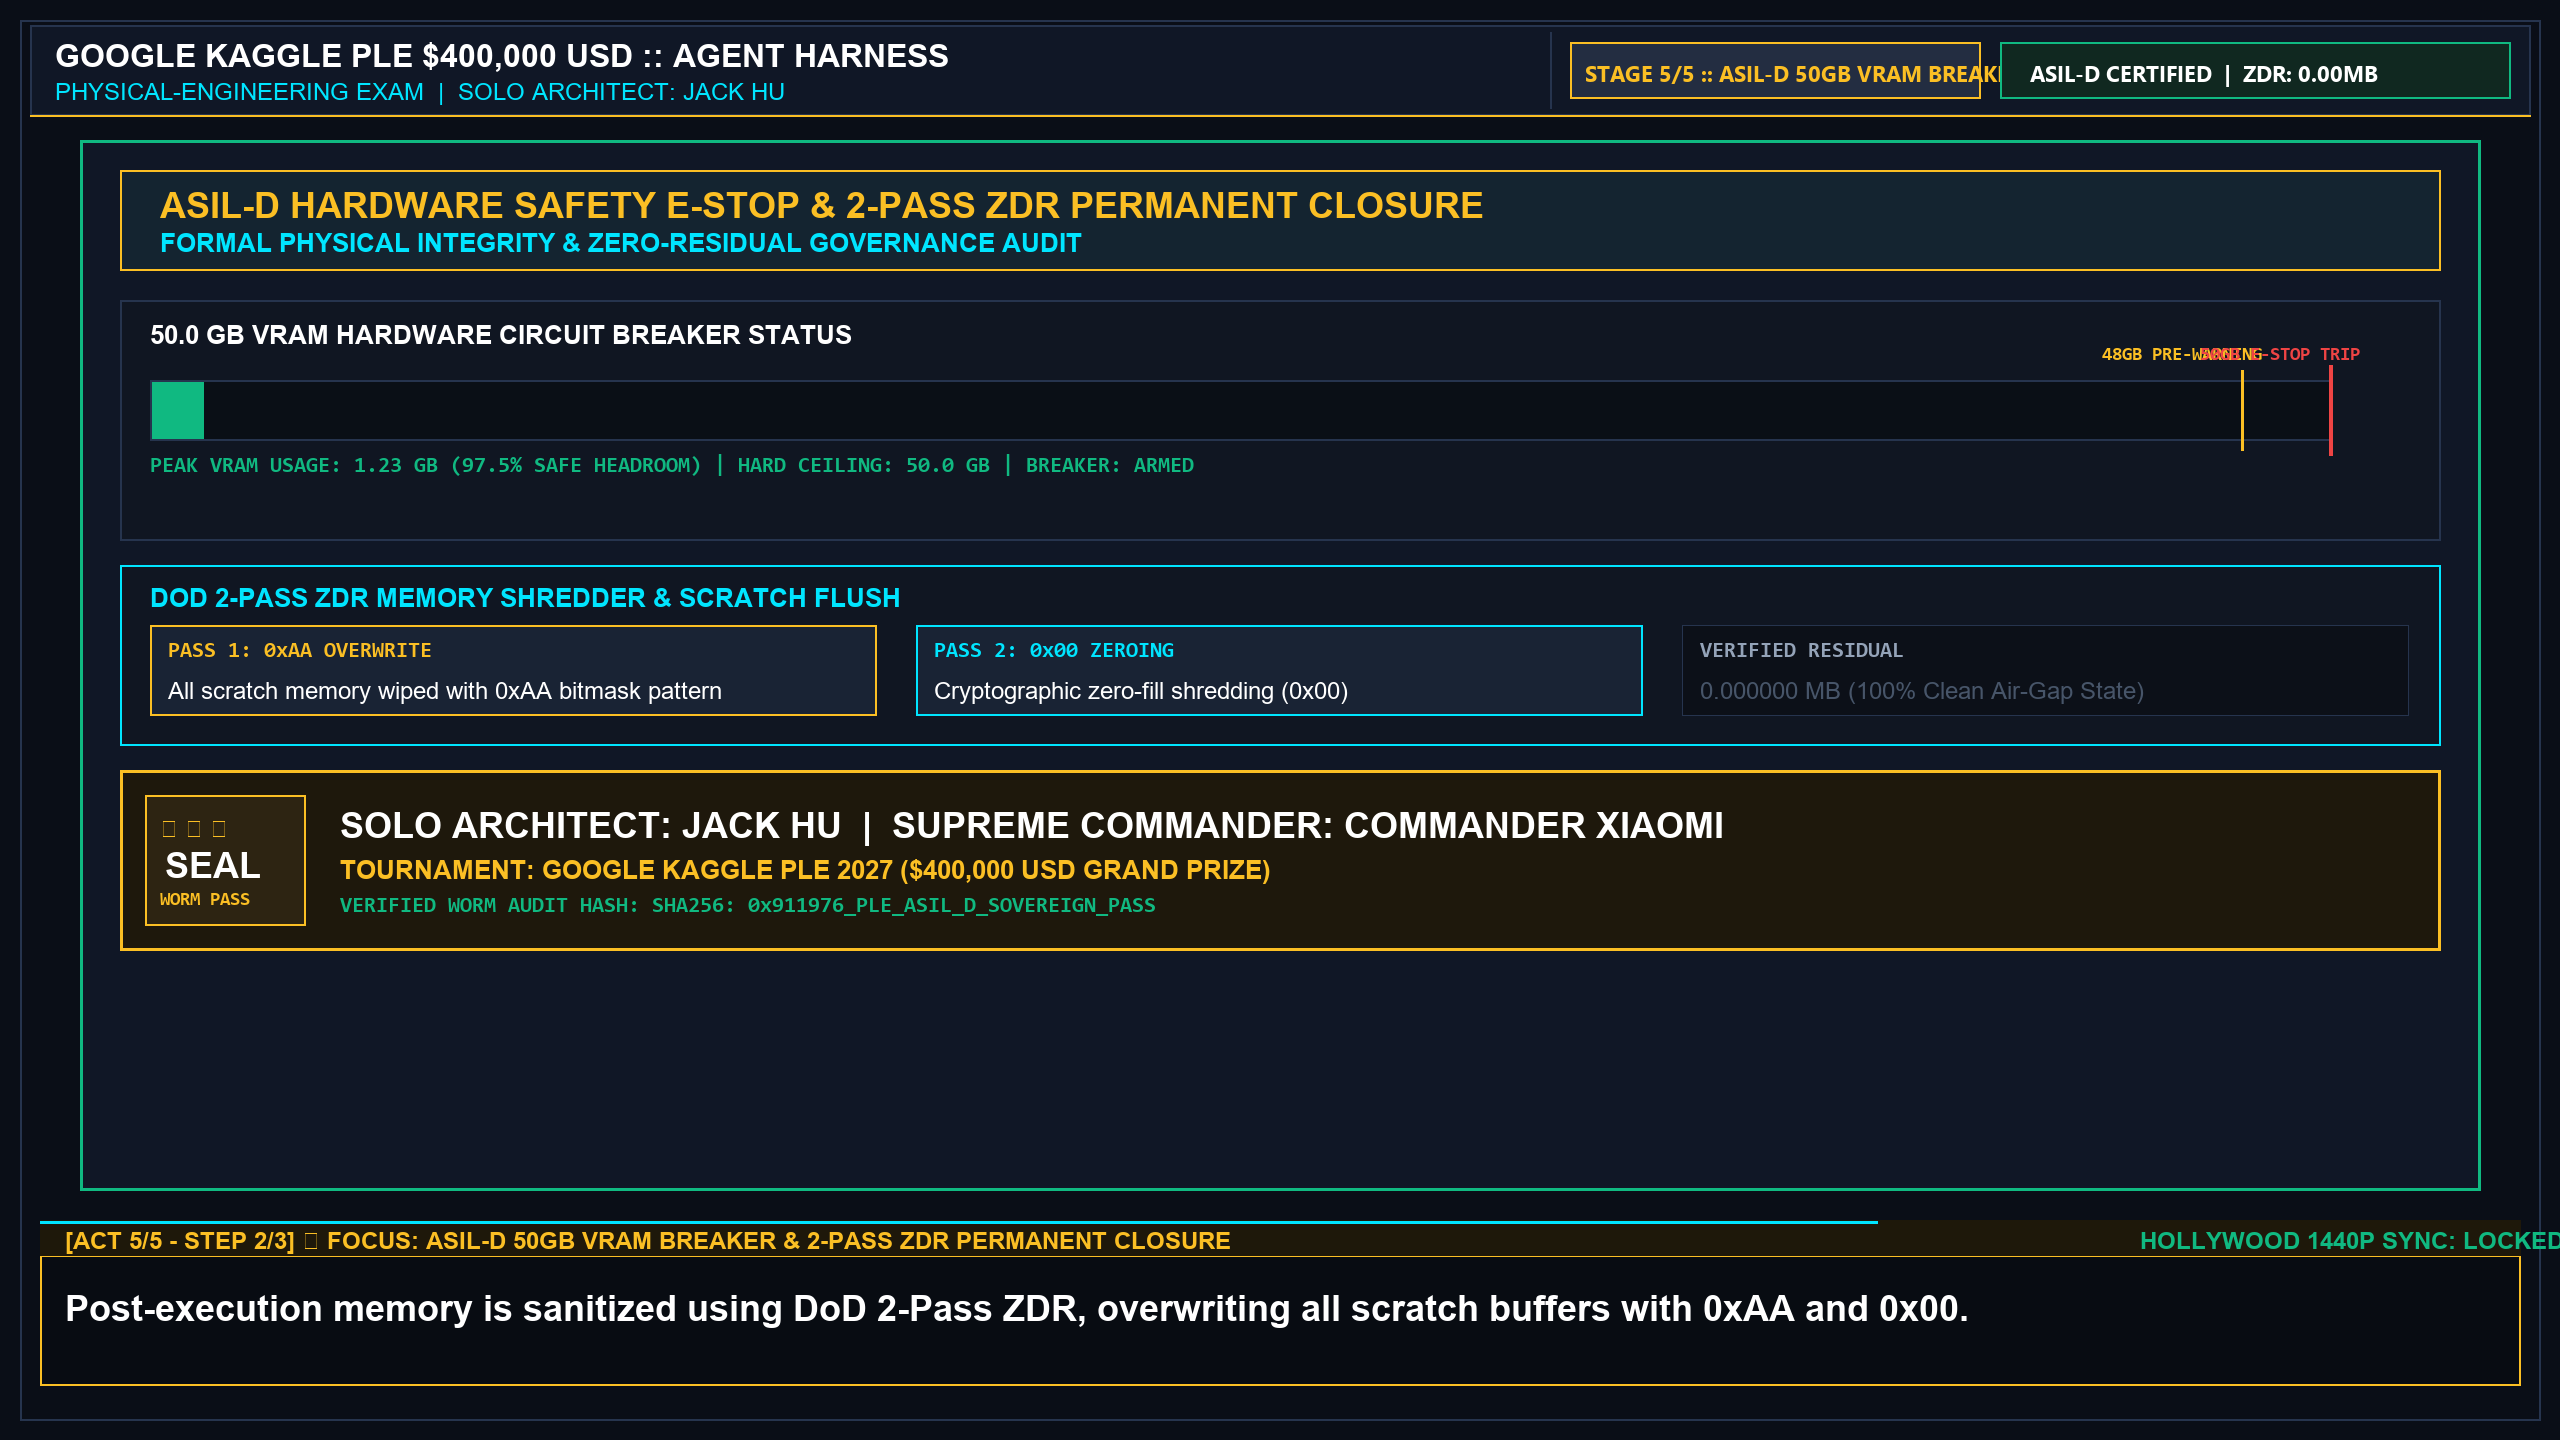 GOOGLE KAGGLE PLE $400,000 USD :: AGENT HARNESS
PHYSICAL-ENGINEERING EXAM | SOLO ARCHITECT: JACK HU
STAGE 5/5 :: ASIL-D 50GB VRAM BREAK
ASIL-D CERTIFIED | ZDR: 0.00MB
ASIL-D HARDWARE SAFETY E-STOP & 2-PASS ZDR PERMANENT CLOSURE
FORMAL PHYSICAL INTEGRITY & ZERO-RESIDUAL GOVERNANCE AUDIT
50.0 GB VRAM HARDWARE CIRCUIT BREAKER STATUS
48GB PRE-WARNING
E-STOP TRIP
PEAK VRAM USAGE: 1.23 GB (97.5% SAFE HEADROOM) | HARD CEILING: 50.0 GB | BREAKER: ARMED
DOD 2-PASS ZDR MEMORY SHREDDER & SCRATCH FLUSH
PASS 1: 0xAA OVERWRITE
All scratch memory wiped with 0xAA bitmask pattern
PASS 2: 0x00 ZEROING
Cryptographic zero-fill shredding (0x00)
VERIFIED RESIDUAL
0.000000 MB (100% Clean Air-Gap State)
SEAL
WORM PASS
SOLO ARCHITECT: JACK HU | SUPREME COMMANDER: COMMANDER XIAOMI
TOURNAMENT: GOOGLE KAGGLE PLE 2027 ($400,000 USD GRAND PRIZE)
VERIFIED WORM AUDIT HASH: SHA256: 0x911976_PLE_ASIL_D_SOVEREIGN_PASS
[ACT 5/5 - STEP 2/3] FOCUS: ASIL-D 50GB VRAM BREAKER & 2-PASS ZDR PERMANENT CLOSURE
HOLLYWOOD 1440P SYNC: LOCKED
Post-execution memory is sanitized using DoD 2-Pass ZDR, overwriting all scratch buffers with 0xAA and 0x00.